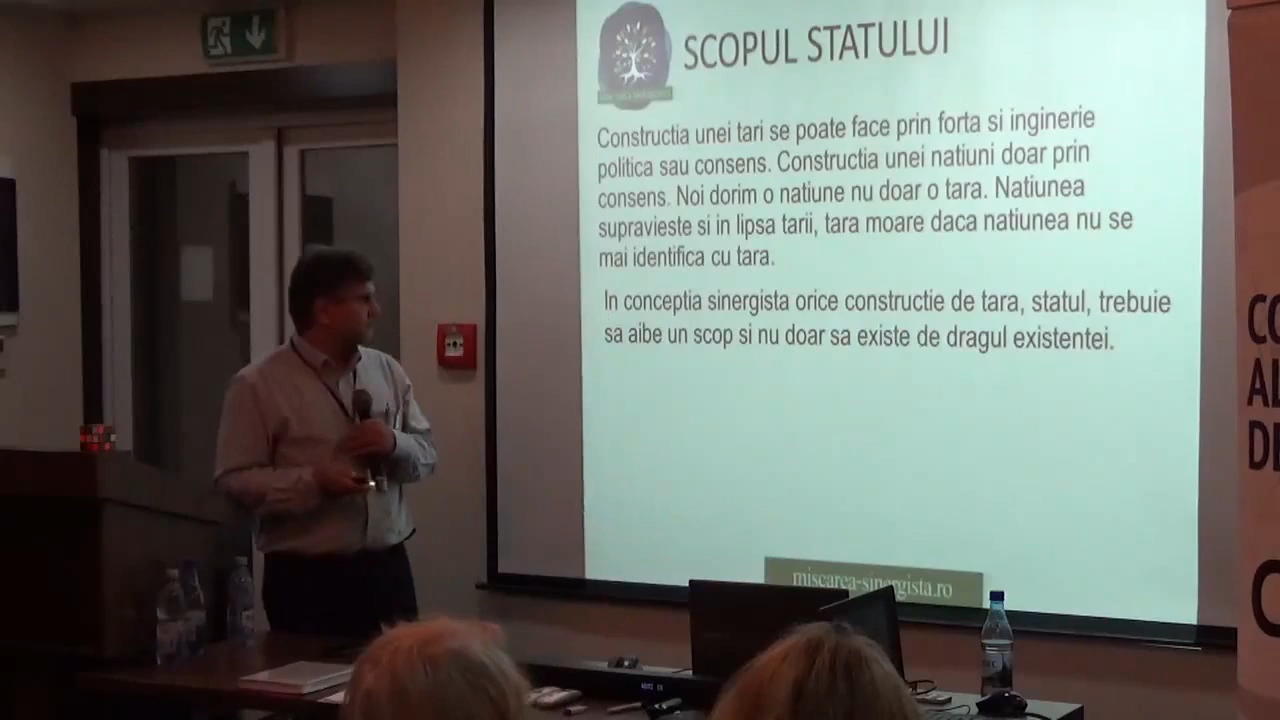 SCOPUL STATULUI
Constructia unei tari se poate face prin forta si inginerie
politica sau consens. Constructia unei natiuni doar prin
consens. Noi dorim o natiune nu doar o tara. Natiunea
supravieste si in lipsa tarii, tara moare daca natiunea nu se
mai identifica cu tara.
In conceptia sinergista orice constructie de tara, statul, trebuie
sa aibe un scop si nu doar sa existe de dragul existentei.
miscarea-sinergista.ro
CO
AL
DE